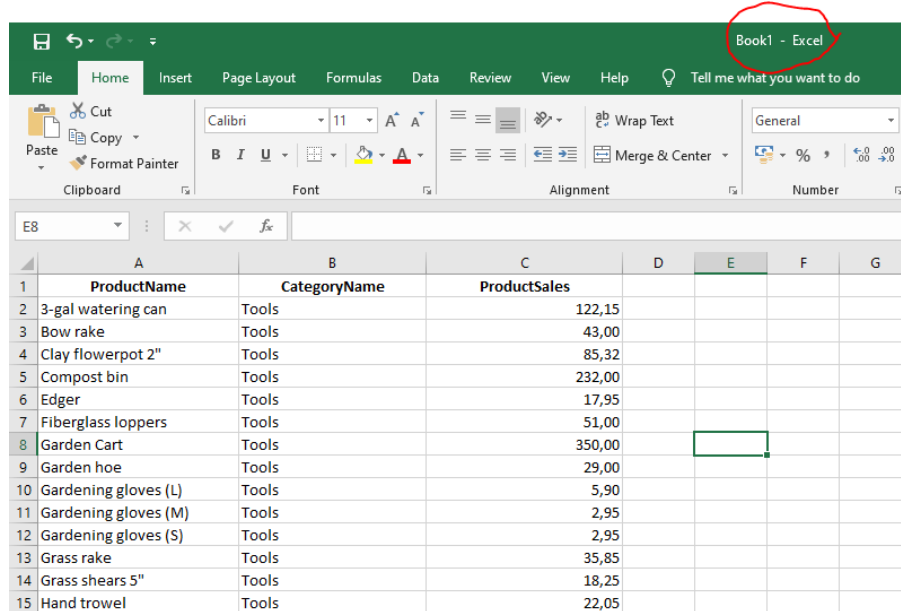 Book1 - Excel
File Home Insert Page Layout Formulas Data Review View Help Tell me what you want to do
Paste
Cut
Copy
Format Painter
Clipboard
Calibri 11 A A
B I U A
Font
ab Wrap Text
Merge & Center
Alignment
General
% , .00 .00
Number
E8 fx
A B C D E F G
1 ProductName CategoryName ProductSales
2 3-gal watering can Tools 122,15
3 Bow rake Tools 43,00
4 Clay flowerpot 2" Tools 85,32
5 Compost bin Tools 232,00
6 Edger Tools 17,95
7 Fiberglass loppers Tools 51,00
8 Garden Cart Tools 350,00
9 Garden hoe Tools 29,00
10 Gardening gloves (L) Tools 5,90
11 Gardening gloves (M) Tools 2,95
12 Gardening gloves (S) Tools 2,95
13 Grass rake Tools 35,85
14 Grass shears 5" Tools 18,25
15 Hand trowel Tools 22,05